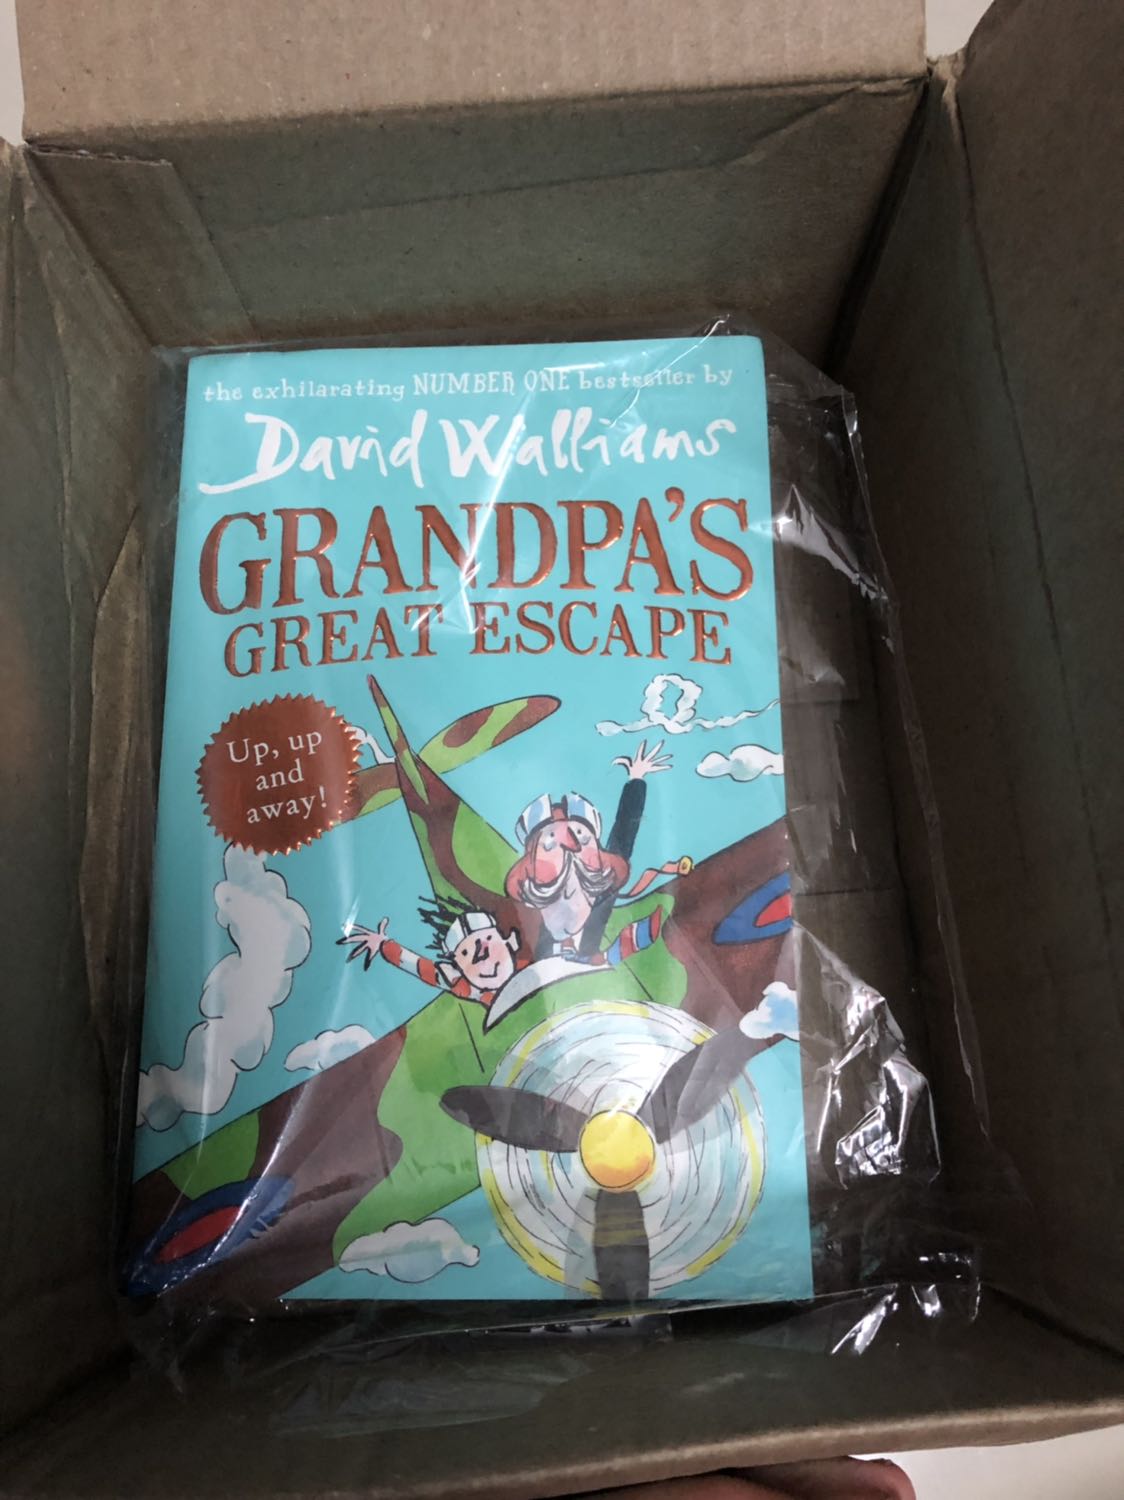 the exhilarating NUMBER ONE bestseller by
David Walliams
GRANDPA'S
GREAT ESCAPE
Up, up
and
away!